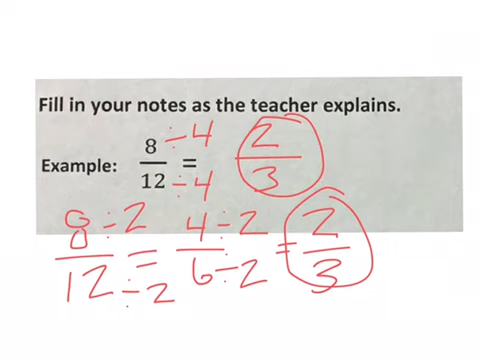 Fill in your notes as the teacher explains.
Example: 8/12 ÷4/÷4 = 2/3
8/12 ÷2/÷2 = 4/6 ÷2/÷2 = 2/3